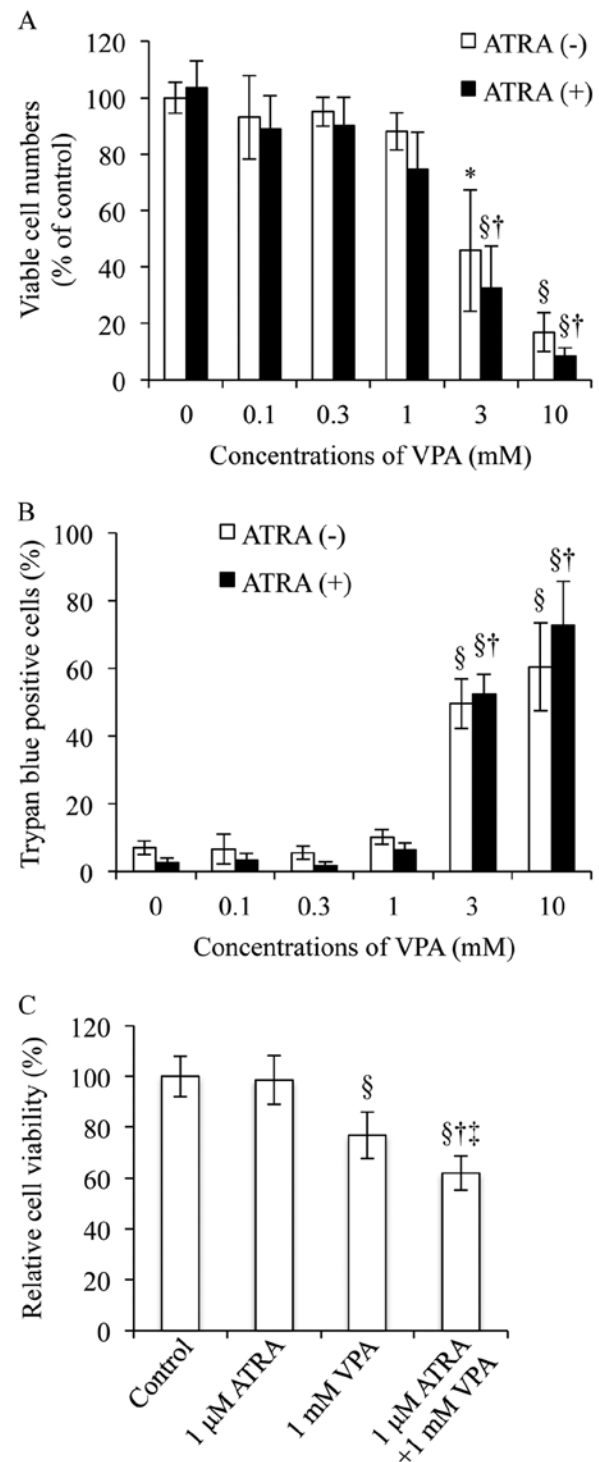 A
120
100
80
60
40
20
0
Viable cell numbers
(% of control)
ATRA (-)
ATRA (+)
*
§†
§
§†
0 0.1 0.3 1 3 10
Concentrations of VPA (mM)
B
100
80
60
40
20
0
Trypan blue positive cells (%)
ATRA (-)
ATRA (+)
§
§†
§
§†
0 0.1 0.3 1 3 10
Concentrations of VPA (mM)
C
120
100
80
60
40
20
0
Relative cell viability (%)
§
§†‡
Control
1 μM ATRA
1 mM VPA
1 μM ATRA
+1 mM VPA